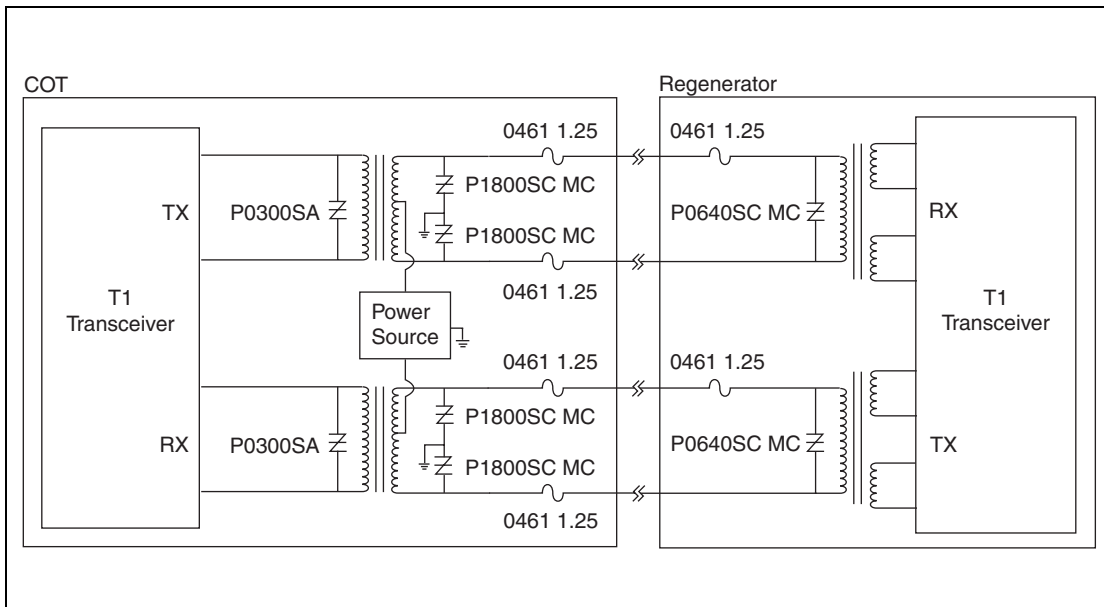 COT
Regenerator
0461 1.25
0461 1.25
P1800SC MC
TX
P0300SA
P0640SC MC
RX
P1800SC MC
0461 1.25
T1
Transceiver
Power
Source
T1
Transceiver
0461 1.25
0461 1.25
P1800SC MC
RX
P0300SA
P0640SC MC
TX
P1800SC MC
0461 1.25